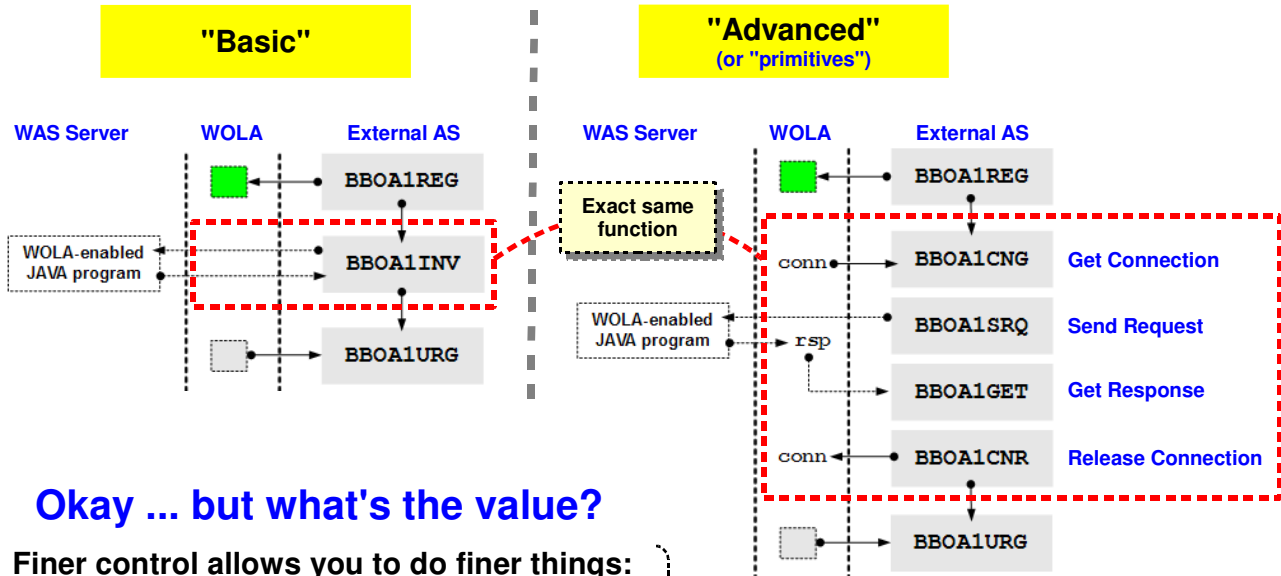 "Basic"
"Advanced"
(or "primitives")
WAS Server
WOLA
External AS
BBOA1REG
WOLA-enabled
JAVA program
BBOA1INV
BBOA1URG
Exact same
function
WAS Server
WOLA
External AS
BBOA1REG
conn
BBOA1CNG
Get Connection
WOLA-enabled
JAVA program
BBOA1SRQ
Send Request
rsp
BBOA1GET
Get Response
conn
BBOA1CNR
Release Connection
BBOA1URG
Okay ... but what's the value?
Finer control allows you to do finer things: